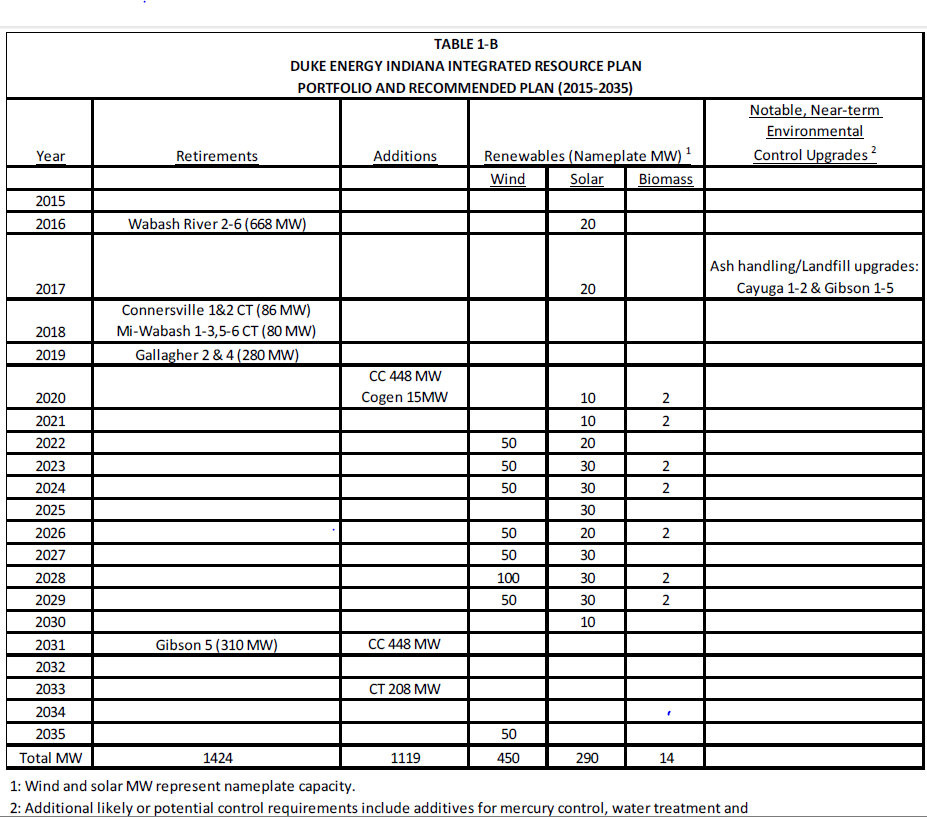 TABLE 1-B
DUKE ENERGY INDIANA INTEGRATED RESOURCE PLAN
PORTFOLIO AND RECOMMENDED PLAN (2015-2035)
Year Retirements Additions Renewables (Nameplate MW) 1 Notable, Near-term Environmental Control Upgrades 2
Wind Solar Biomass
2015
2016 Wabash River 2-6 (668 MW) 20
2017 20 Ash handling/Landfill upgrades: Cayuga 1-2 & Gibson 1-5
Connersville 1&2 CT (86 MW)
2018 Mi-Wabash 1-3,5-6 CT (80 MW)
2019 Gallagher 2 & 4 (280 MW)
CC 448 MW
2020 Cogen 15MW 10 2
2021 10 2
2022 50 20
2023 50 30 2
2024 50 30 2
2025 30
2026 50 20 2
2027 50 30
2028 100 30 2
2029 50 30 2
2030 10
2031 Gibson 5 (310 MW) CC 448 MW
2032
2033 CT 208 MW
2034
2035 50
Total MW 1424 1119 450 290 14
1: Wind and solar MW represent nameplate capacity.
2: Additional likely or potential control requirements include additives for mercury control, water treatment and